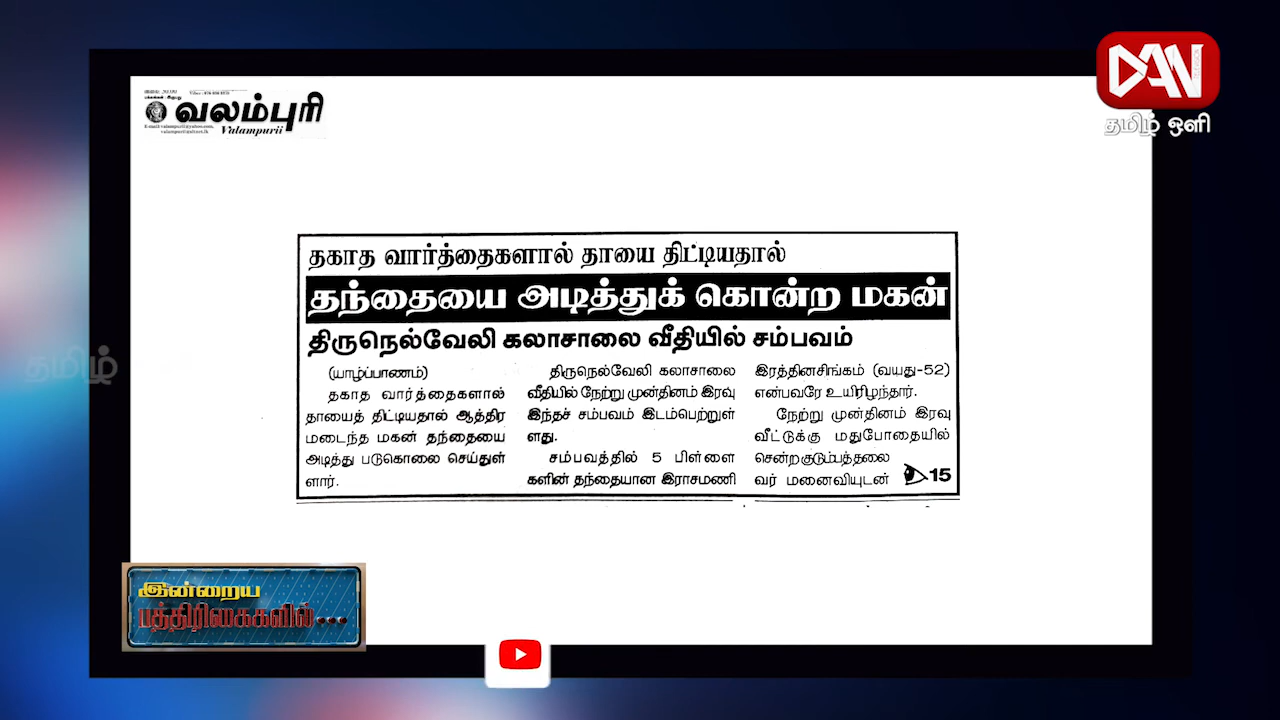 வலம்புரி
Valampurii
DAN
தமிழ் ஒளி
தகாத வார்த்தைகளால் தாயை திட்டியதால்
தந்தையை அடித்துக் கொன்ற மகன்
திருநெல்வேலி கலாசாலை வீதியில் சம்பவம்
(யாழ்ப்பாணம்)
தகாத வார்த்தைகளால்
தாயைத் திட்டியதால் ஆத்திர
மடைந்த மகன் தந்தையை
அடித்து படுகொலை செய்துள்
ளார்.
திருநெல்வேலி கலாசாலை
வீதியில் நேற்று முன்தினம் இரவு
இந்தச் சம்பவம் இடம்பெற்றுள்
ளது.
சம்பவத்தில் 5 பிள்ளை
களின் தந்தையான இராசமணி
இரத்தினசிங்கம் (வயது-52)
என்பவரே உயிரிழந்தார்.
நேற்று முன்தினம் இரவு
வீட்டுக்கு மதுபோதையில்
சென்ற குடும்பத்தலை
வர் மனைவியுடன் 15
தமிழ்
இன்றைய
பத்திரிகைகளில்...